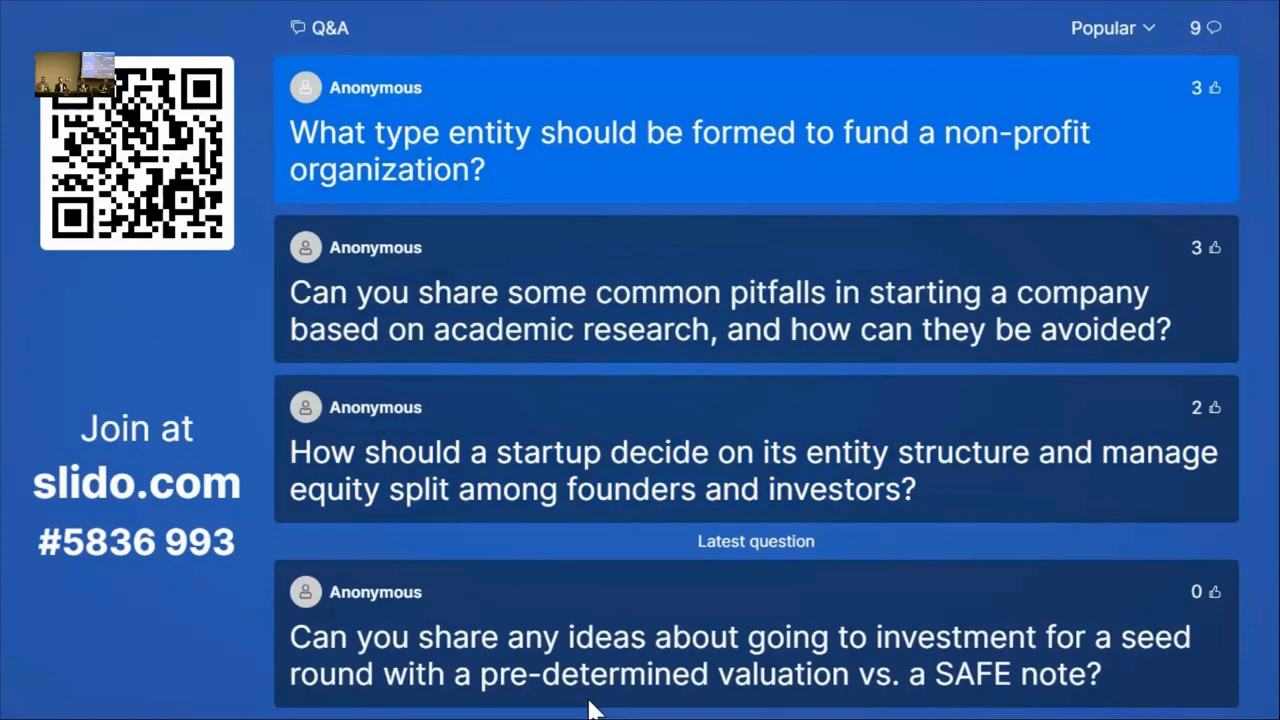 Q&A
Popular
9
Anonymous
3
What type entity should be formed to fund a non-profit
organization?
Anonymous
3
Can you share some common pitfalls in starting a company
based on academic research, and how can they be avoided?
Anonymous
2
How should a startup decide on its entity structure and manage
equity split among founders and investors?
Latest question
Anonymous
0
Can you share any ideas about going to investment for a seed
round with a pre-determined valuation vs. a SAFE note?
Join at
slido.com
#5836 993